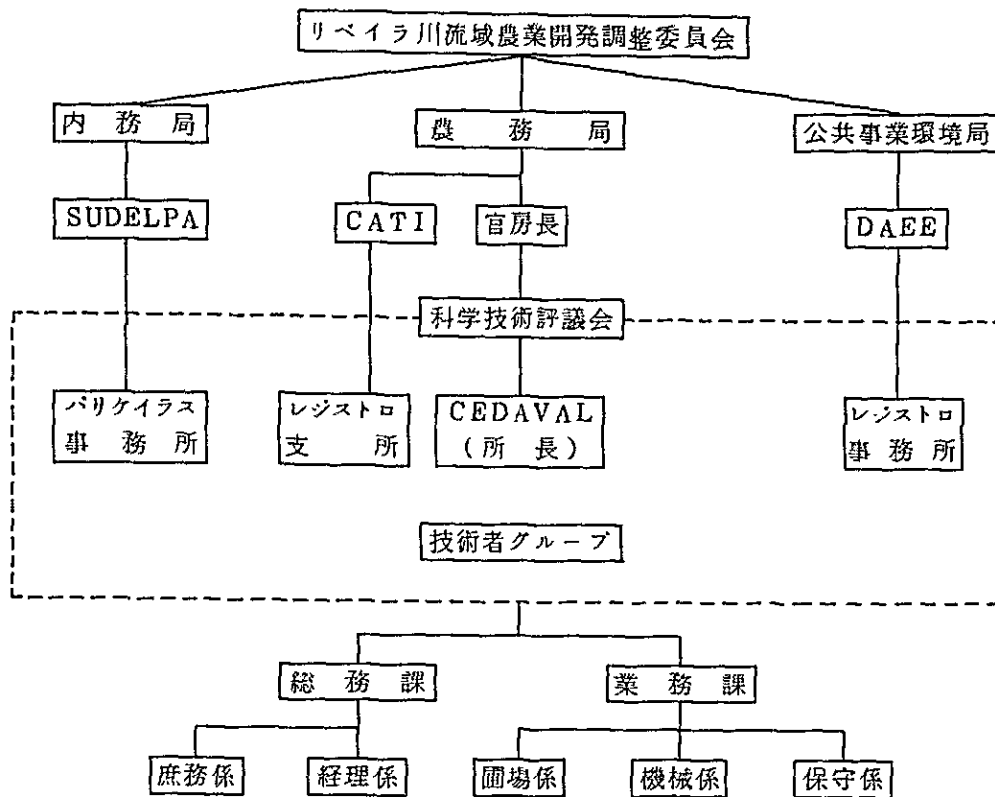 リベイラ川流域農業開発調整委員会
内務局
農務局
公共事業環境局
SUDELPA
CATI
官房長
DAEE
科学技術評議会
パリケイラス
事務所
レジストロ
支所
CEDAVAL
(所長)
レジストロ
事務所
技術者グループ
総務課
業務課
庶務係
経理係
圃場係
機械係
保守係